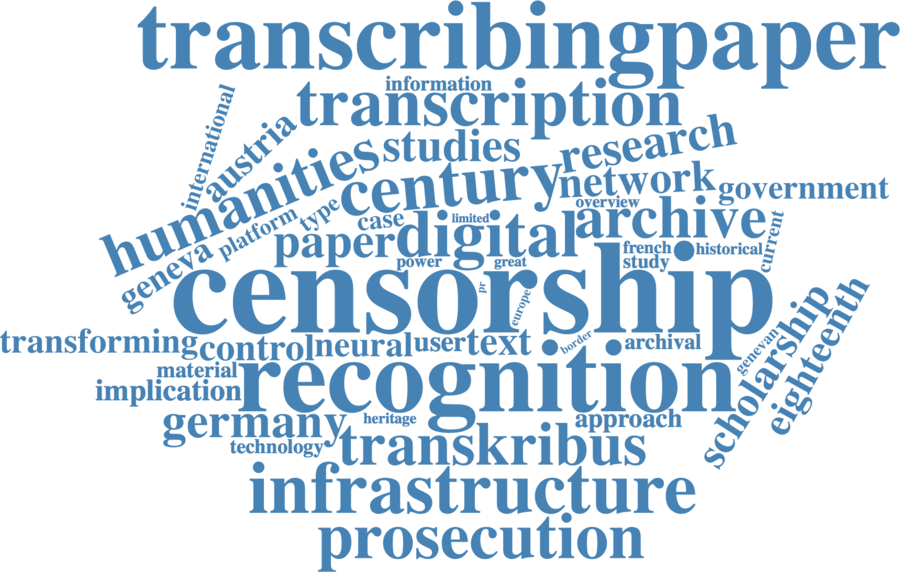 transcribingpaper
information
transcription
international
austria
humanities
studies
research
century
network
government
overview
type
platform
case
limited
archive
geneva
paper
digital
french
historical
current
power
great
study
censorship
pr
europe
transforming
control
neural
user
text
border
archival
genevan
scholarship
eighteenth
material
implication
recognition
germany
heritage
approach
technology
transkribus
infrastructure
prosecution